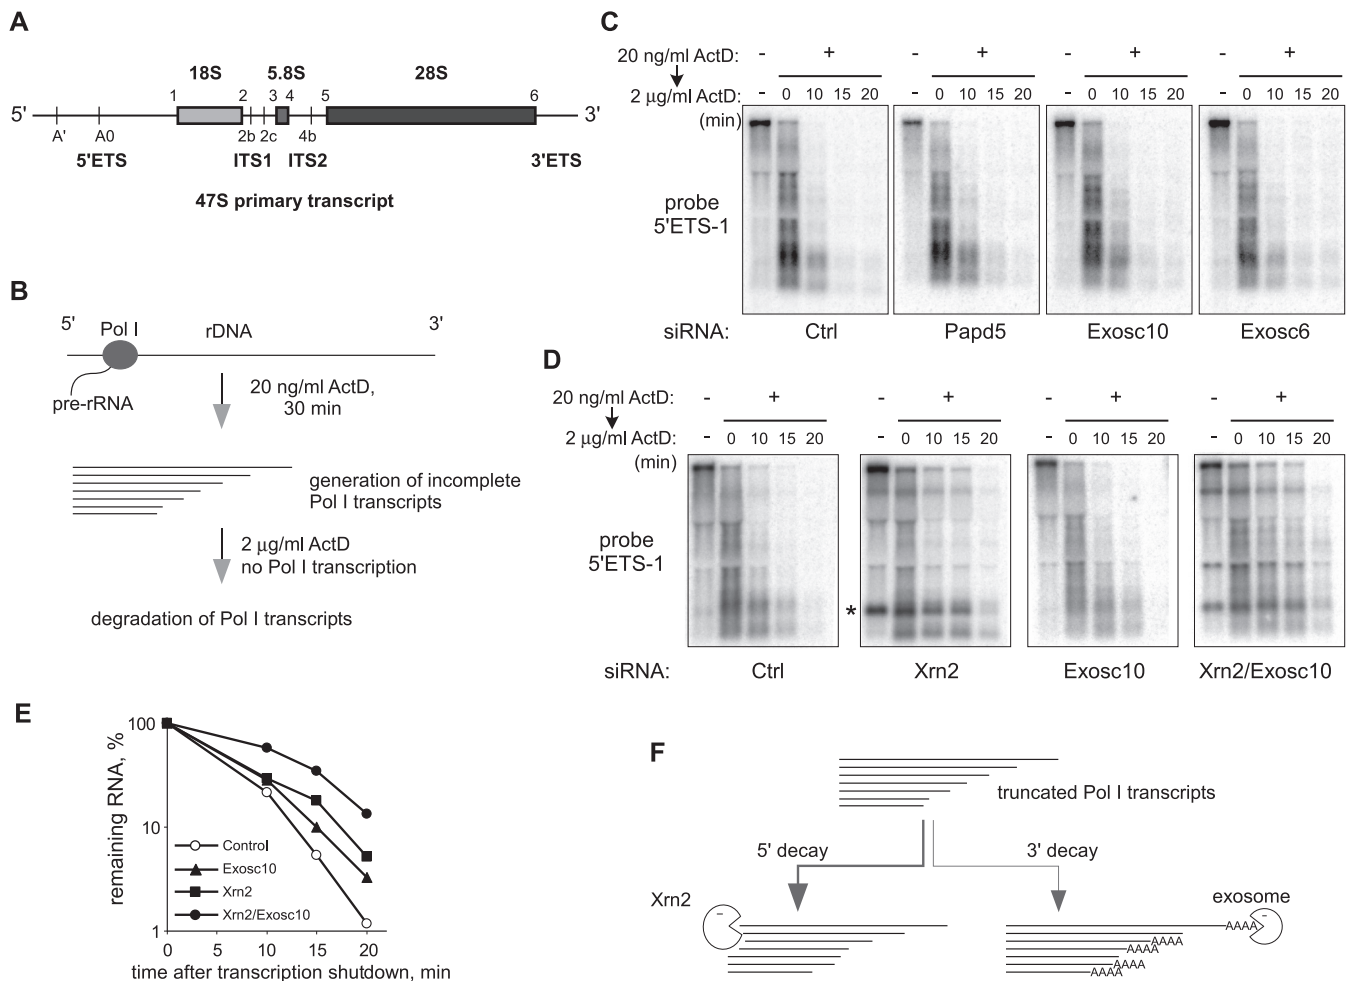 A
18S 5.8S 28S
1 2 3 4 5 6
5' 3'
A' A0 2b 2c 4b
5'ETS ITS1 ITS2 3'ETS
47S primary transcript
B
5' Pol I rDNA 3'
pre-rRNA
20 ng/ml ActD,
30 min
generation of incomplete
Pol I transcripts
2 μg/ml ActD
no Pol I transcription
degradation of Pol I transcripts
C
20 ng/ml ActD: - + - + - + - +
2 μg/ml ActD: - 0 10 15 20 - 0 10 15 20 - 0 10 15 20 - 0 10 15 20
(min)
probe
5'ETS-1
siRNA: Ctrl Papd5 Exosc10 Exosc6
D
20 ng/ml ActD: - + - + - + - +
2 μg/ml ActD: - 0 10 15 20 - 0 10 15 20 - 0 10 15 20 - 0 10 15 20
(min)
probe
5'ETS-1
*
siRNA: Ctrl Xrn2 Exosc10 Xrn2/Exosc10
E
remaining RNA, %
100
10
1
Control
Exosc10
Xrn2
Xrn2/Exosc10
0 5 10 15 20
time after transcription shutdown, min
F
truncated Pol I transcripts
5' decay 3' decay
Xrn2 exosome
- AAAA -
AAAA
AAAA
AAAA
AAAA